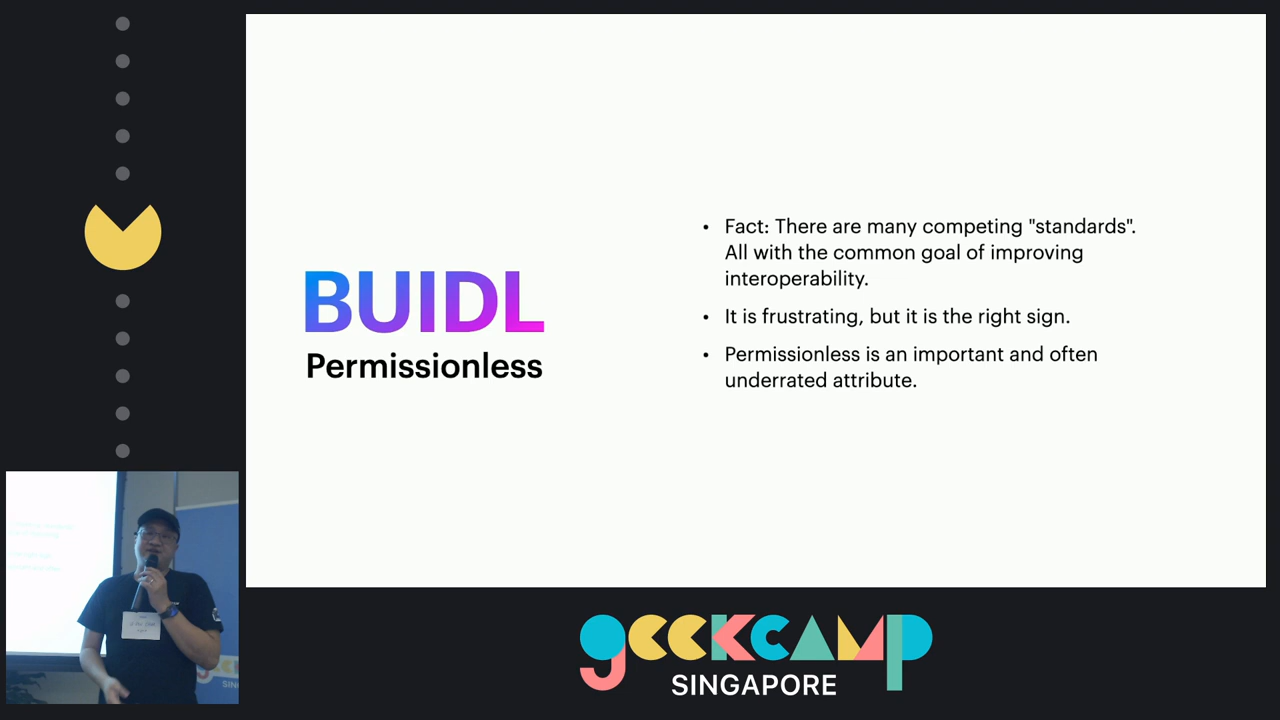 BUIDL
Permissionless
• Fact: There are many competing "standards".
All with the common goal of improving
interoperability.
• It is frustrating, but it is the right sign.
• Permissionless is an important and often
underrated attribute.
geekcamp
SINGAPORE